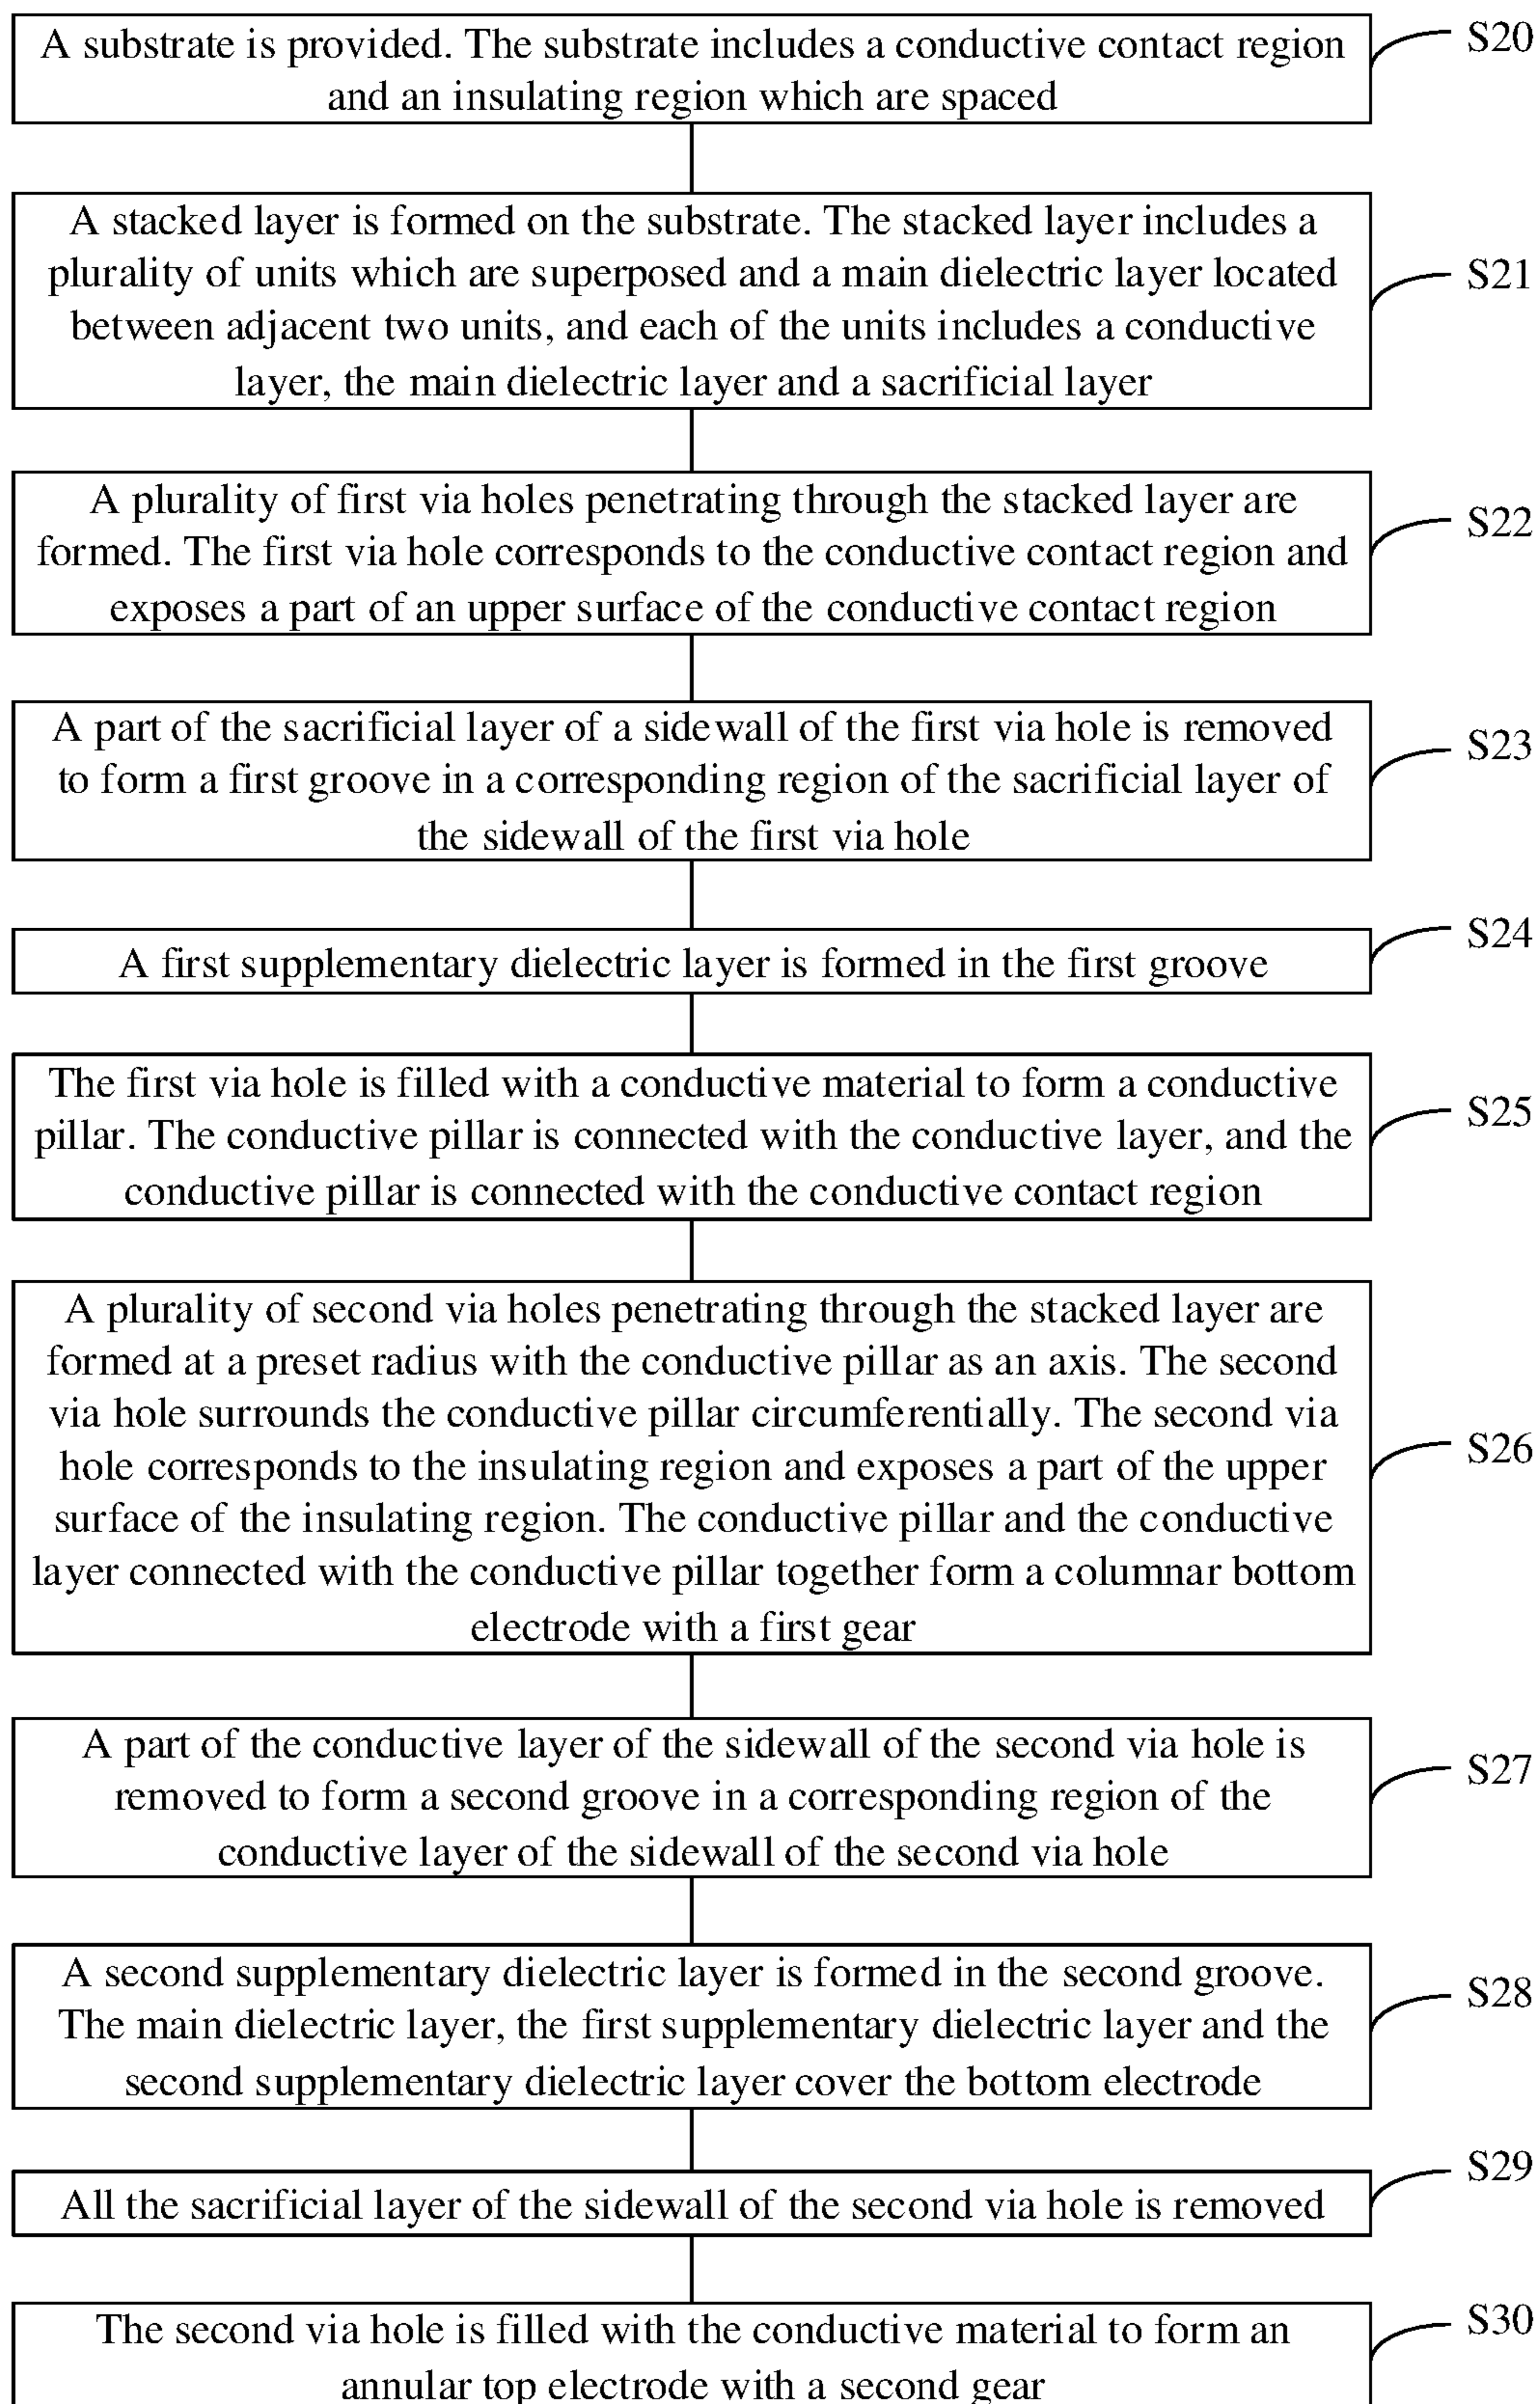 A substrate is provided. The substrate includes a conductive contact region
and an insulating region which are spaced
S20
A stacked layer is formed on the substrate. The stacked layer includes a
plurality of units which are superposed and a main dielectric layer located
between adjacent two units, and each of the units includes a conductive
layer, the main dielectric layer and a sacrificial layer
S21
A plurality of first via holes penetrating through the stacked layer are
formed. The first via hole corresponds to the conductive contact region and
exposes a part of an upper surface of the conductive contact region
S22
A part of the sacrificial layer of a sidewall of the first via hole is removed
to form a first groove in a corresponding region of the sacrificial layer of
the sidewall of the first via hole
S23
A first supplementary dielectric layer is formed in the first groove
S24
The first via hole is filled with a conductive material to form a conductive
pillar. The conductive pillar is connected with the conductive layer, and the
conductive pillar is connected with the conductive contact region
S25
A plurality of second via holes penetrating through the stacked layer are
formed at a preset radius with the conductive pillar as an axis. The second
via hole surrounds the conductive pillar circumferentially. The second via
hole corresponds to the insulating region and exposes a part of the upper
surface of the insulating region. The conductive pillar and the conductive
layer connected with the conductive pillar together form a columnar bottom
electrode with a first gear
S26
A part of the conductive layer of the sidewall of the second via hole is
removed to form a second groove in a corresponding region of the
conductive layer of the sidewall of the second via hole
S27
A second supplementary dielectric layer is formed in the second groove.
The main dielectric layer, the first supplementary dielectric layer and the
second supplementary dielectric layer cover the bottom electrode
S28
All the sacrificial layer of the sidewall of the second via hole is removed
S29
The second via hole is filled with the conductive material to form an
annular top electrode with a second gear
S30